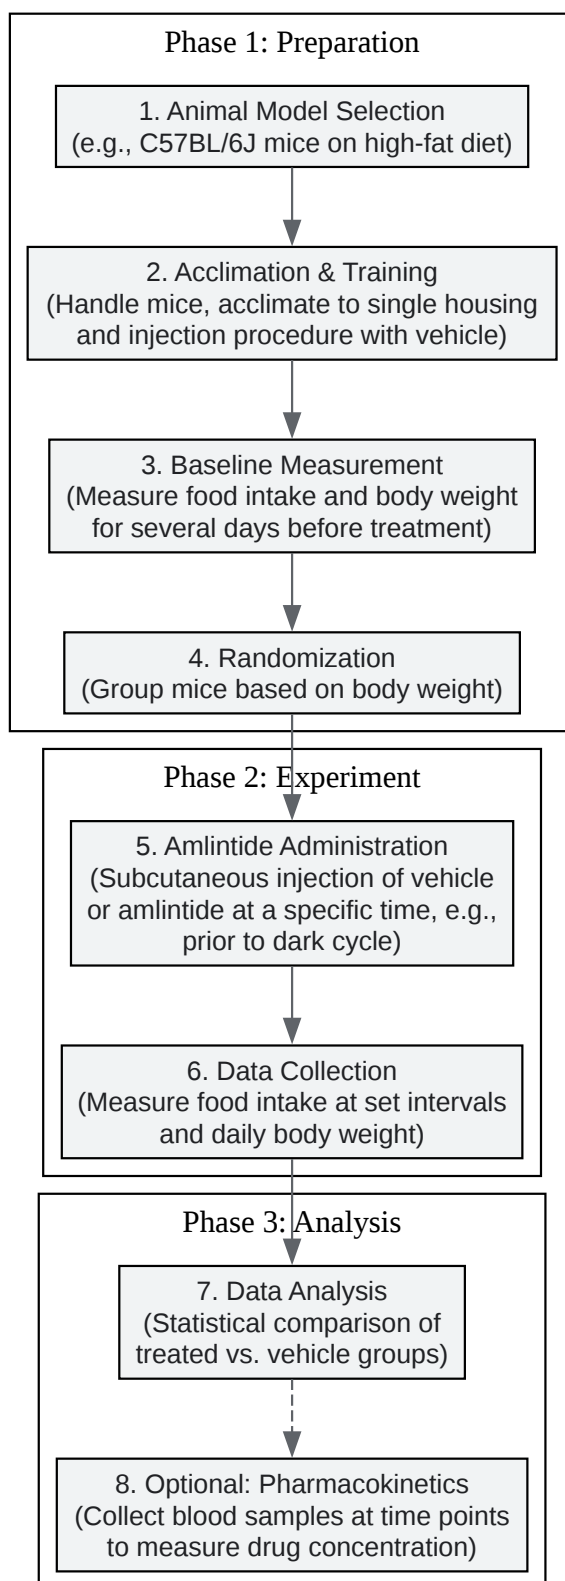 Phase 1: Preparation
1. Animal Model Selection
(e.g., C57BL/6J mice on high-fat diet)
2. Acclimation & Training
(Handle mice, acclimate to single housing
and injection procedure with vehicle)
3. Baseline Measurement
(Measure food intake and body weight
for several days before treatment)
4. Randomization
(Group mice based on body weight)
Phase 2: Experiment
5. Amlintide Administration
(Subcutaneous injection of vehicle
or amlintide at a specific time, e.g.,
prior to dark cycle)
6. Data Collection
(Measure food intake at set intervals
and daily body weight)
Phase 3: Analysis
7. Data Analysis
(Statistical comparison of
treated vs. vehicle groups)
8. Optional: Pharmacokinetics
(Collect blood samples at time points
to measure drug concentration)